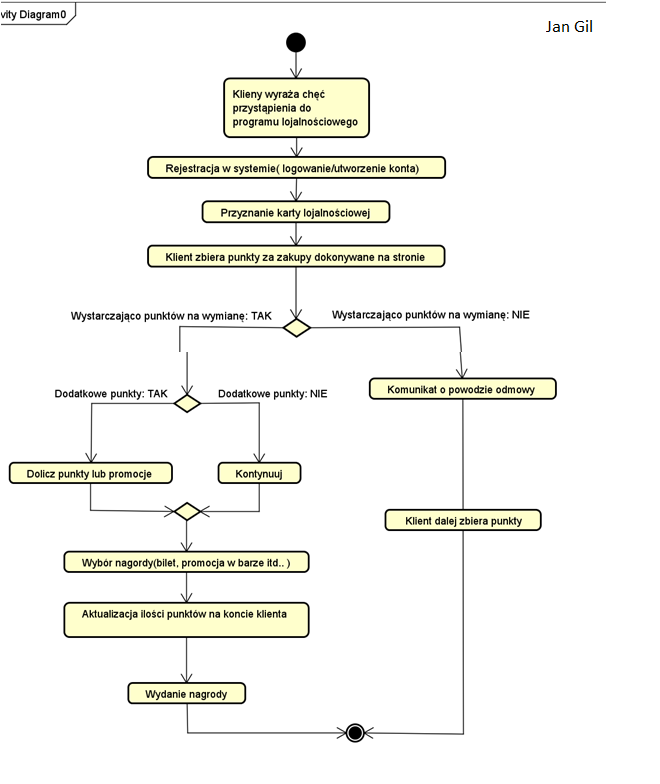 vity Diagram0
Jan Gil
Klieny wyraża chęć
przystąpienia do
programu lojalnościowego
Rejestracja w systemie( logowanie/utworzenie konta)
Przyznanie karty lojalnościowej
Klient zbiera punkty za zakupy dokonywane na stronie
Wystarczająco punktów na wymianę: TAK
Wystarczająco punktów na wymianę: NIE
Dodatkowe punkty: TAK
Dodatkowe punkty: NIE
Komunikat o powodzie odmowy
Dolicz punkty lub promocje
Kontynuuj
Klient dalej zbiera punkty
Wybór nagordy(bilet, promocja w barze itd.. )
Aktualizacja ilości punktów na koncie klienta
Wydanie nagrody